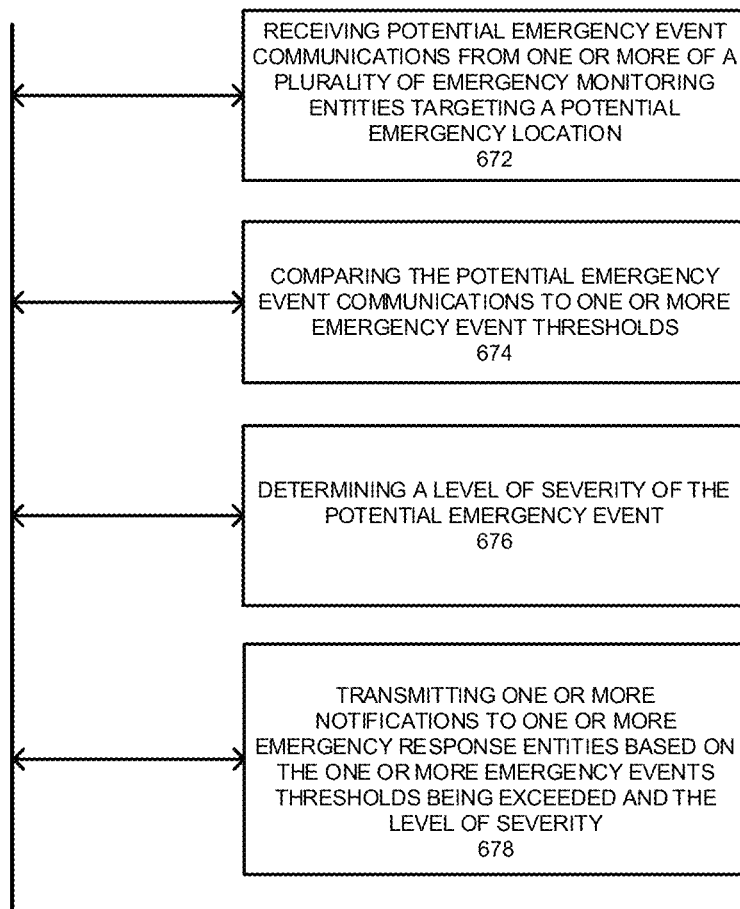 RECEIVING POTENTIAL EMERGENCY EVENT
COMMUNICATIONS FROM ONE OR MORE OF A
PLURALITY OF EMERGENCY MONITORING
ENTITIES TARGETING A POTENTIAL
EMERGENCY LOCATION
672
COMPARING THE POTENTIAL EMERGENCY
EVENT COMMUNICATIONS TO ONE OR MORE
EMERGENCY EVENT THRESHOLDS
674
DETERMINING A LEVEL OF SEVERITY OF THE
POTENTIAL EMERGENCY EVENT
676
TRANSMITTING ONE OR MORE
NOTIFICATIONS TO ONE OR MORE
EMERGENCY RESPONSE ENTITIES BASED ON
THE ONE OR MORE EMERGENCY EVENTS
THRESHOLDS BEING EXCEEDED AND THE
LEVEL OF SEVERITY
678